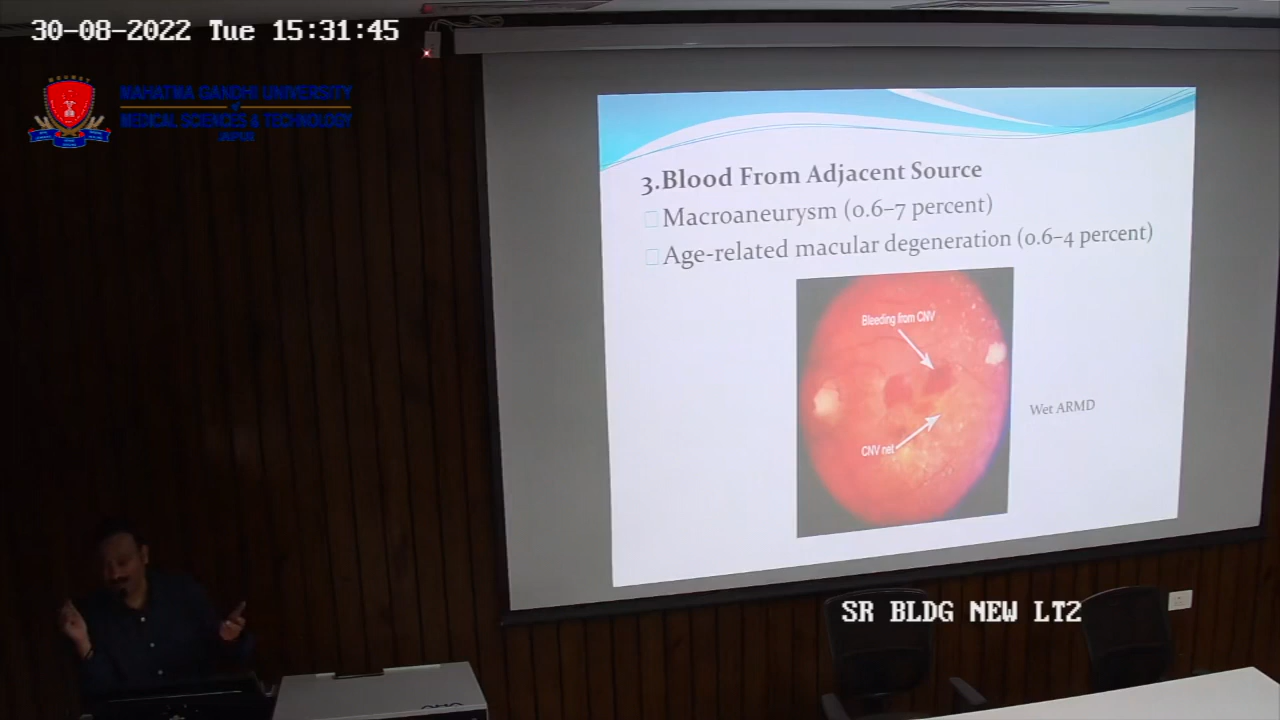 30-08-2022 Tue 15:31:45
MAHATMA GANDHI UNIVERSITY
of
MEDICAL SCIENCES & TECHNOLOGY
JAIPUR
3.Blood From Adjacent Source
Macroaneurysm (0.6–7 percent)
Age-related macular degeneration (0.6–4 percent)
Bleeding from CNV
CNV net
Wet ARMD
SR BLDG NEW LT2